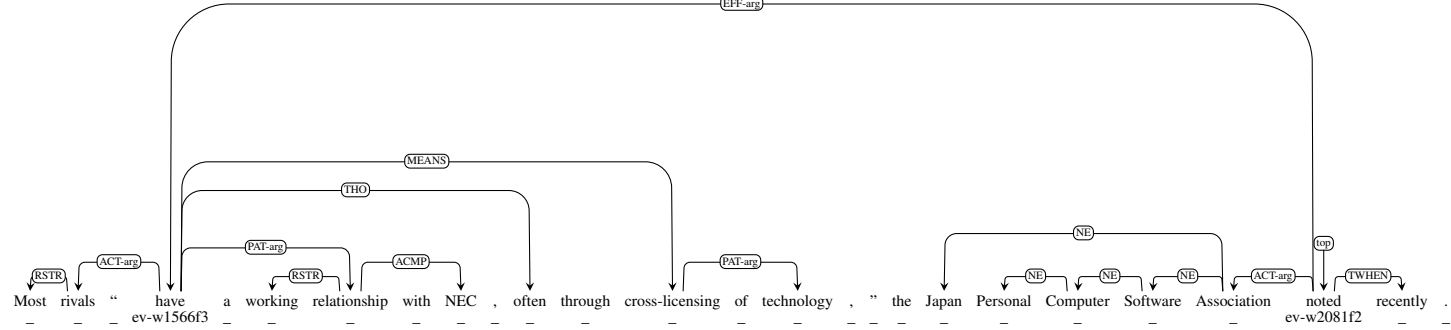 EFF-arg
MEANS
THO
NE
top
PAT-arg
ACT-arg ACMP PAT-arg
RSTR RSTR NE NE NE ACT-arg TWHEN
Most rivals “ have a working relationship with NEC , often through cross-licensing of technology , ” the Japan Personal Computer Software Association noted recently .
_ _ _ ev-w1566f3 _ _ _ _ _ _ _ _ _ _ _ _ _ _ _ _ _ _ _ ev-w2081f2 _ _